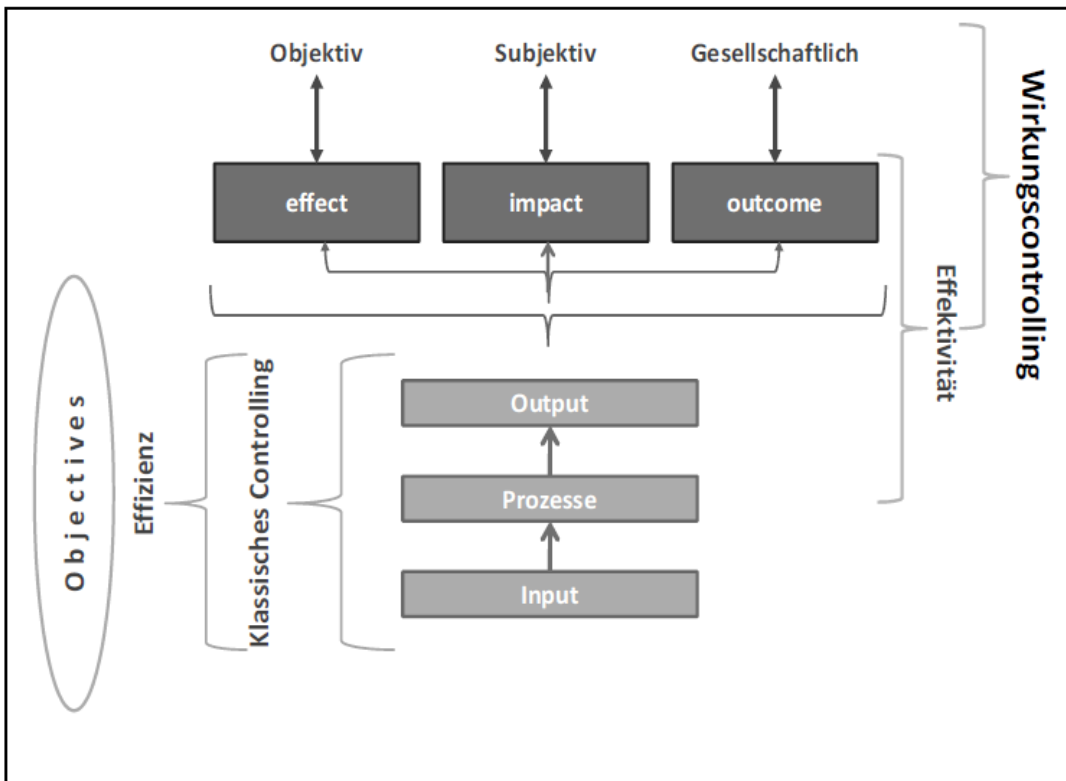 Objektiv
Subjektiv
Gesellschaftlich
Wirkungscontrolling
effect
impact
outcome
Effektivität
Objectives
Effizienz
Klassisches Controlling
Output
Prozesse
Input